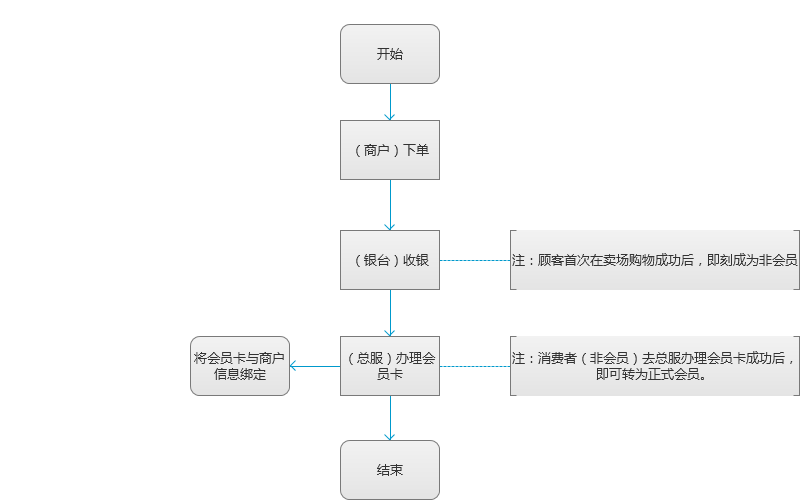 开始
（商户）下单
（银台）收银
注：顾客首次在卖场购物成功后，即刻成为非会员
将会员卡与商户
信息绑定
（总服）办理会
员卡
注：消费者（非会员）去总服办理会员卡成功后，
即可转为正式会员。
结束